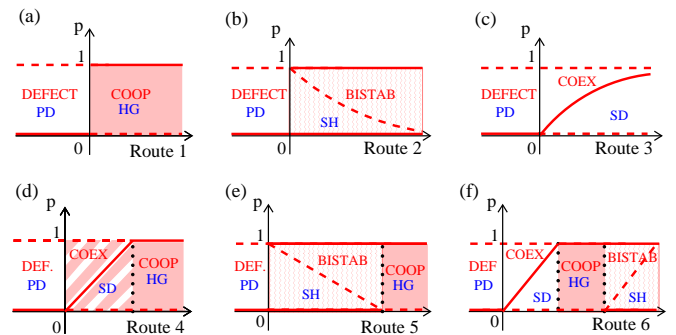 (a)
p
1
DEFECT
PD
COOP
HG
0
Route 1
(b)
p
1
DEFECT
PD
BISTAB
SH
0
Route 2
(c)
p
1
DEFECT
PD
COEX
SD
0
Route 3
(d)
p
1
DEF.
PD
COEX
SD
COOP
HG
0
Route 4
(e)
p
1
DEF.
PD
BISTAB
SH
COOP
HG
0
Route 5
(f)
p
1
DEF.
PD
COEX
SD
COOP
HG
BISTAB
SH
0
Route 6